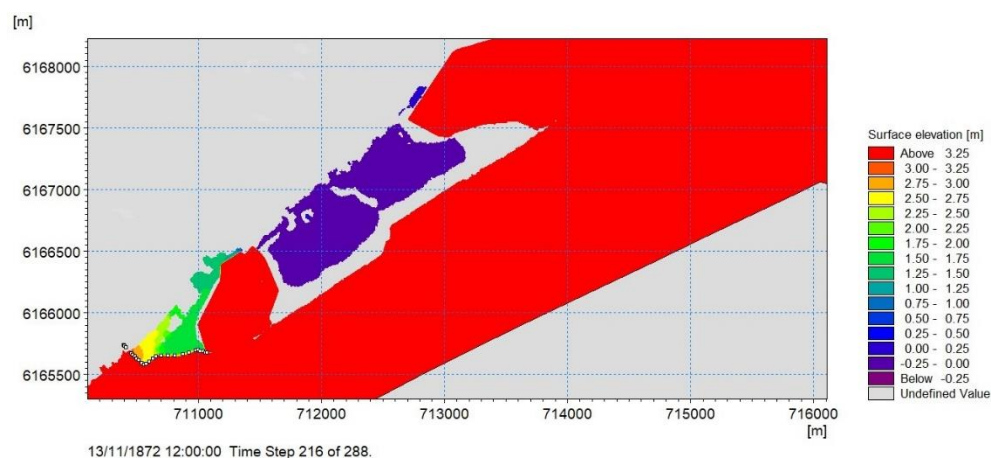 [m]
6168000
6167500
6167000
6166500
6166000
6165500
711000 712000 713000 714000 715000 716000
[m]
Surface elevation [m]
Above 3.25
3.00 - 3.25
2.75 - 3.00
2.50 - 2.75
2.25 - 2.50
2.00 - 2.25
1.75 - 2.00
1.50 - 1.75
1.25 - 1.50
1.00 - 1.25
0.75 - 1.00
0.50 - 0.75
0.25 - 0.50
0.00 - 0.25
-0.25 - 0.00
Below -0.25
Undefined Value
13/11/1872 12:00:00 Time Step 216 of 288.